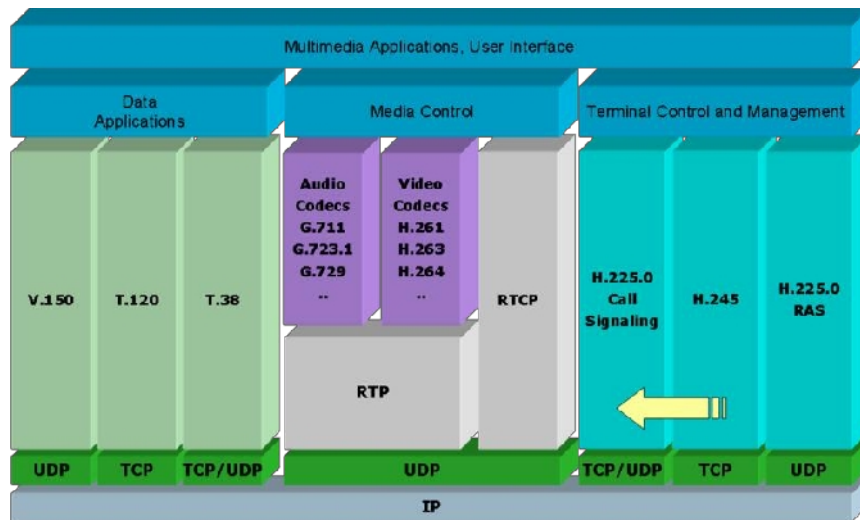 Multimedia Applications, User Interface
Data
Applications
Media Control
Terminal Control and Management
V.150
T.120
T.38
Audio
Codecs
G.711
G.723.1
G.729
..
Video
Codecs
H.261
H.263
H.264
..
RTP
RTCP
H.225.0
Call
Signaling
H.245
H.225.0
RAS
UDP
TCP
TCP/UDP
UDP
TCP/UDP
TCP
UDP
IP